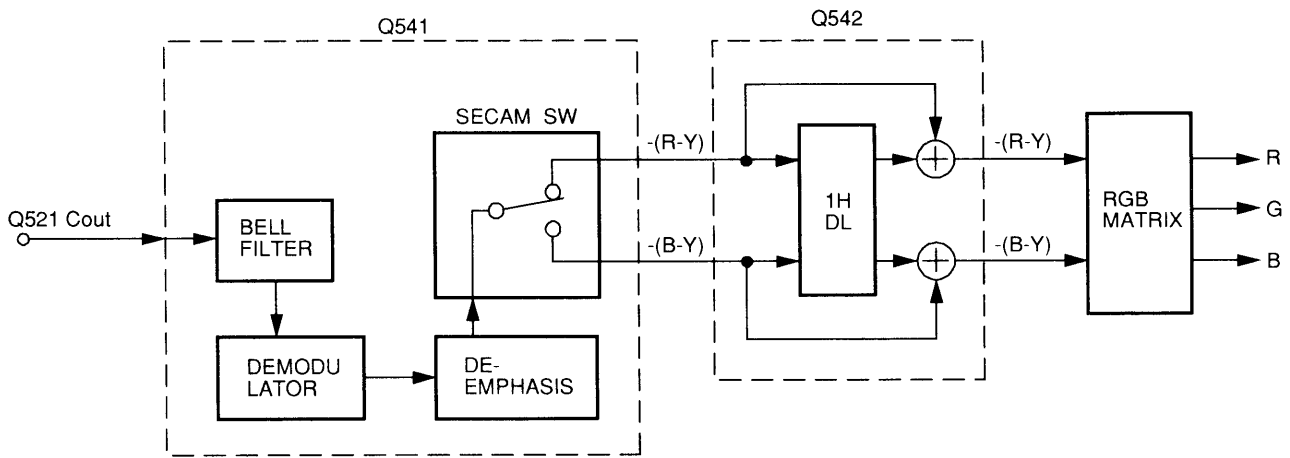 Q541
Q542
SECAM SW
-(R-Y)
-(R-Y)
R
Q521 Cout
BELL
FILTER
1H
DL
RGB
MATRIX
G
-(B-Y)
-(B-Y)
B
DEMODU
LATOR
DE-
EMPHASIS